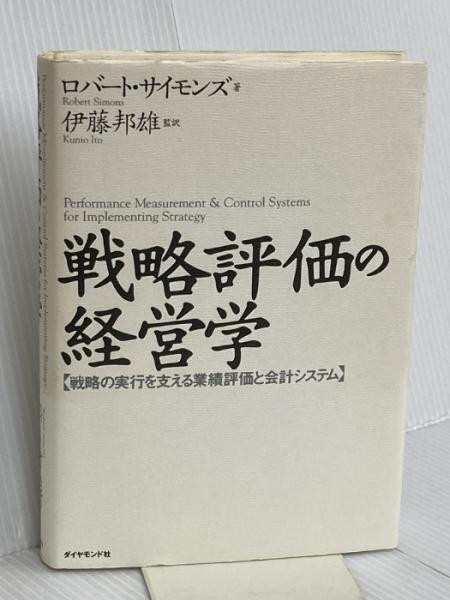 ロバート・サイモンズ 著
Robert Simons
伊藤邦雄 監訳
Kunio Ito
Performance Measurement & Control Systems
for Implementing Strategy
戦略評価の
経営学
【戦略の実行を支える業績評価と会計システム】
ダイヤモンド社